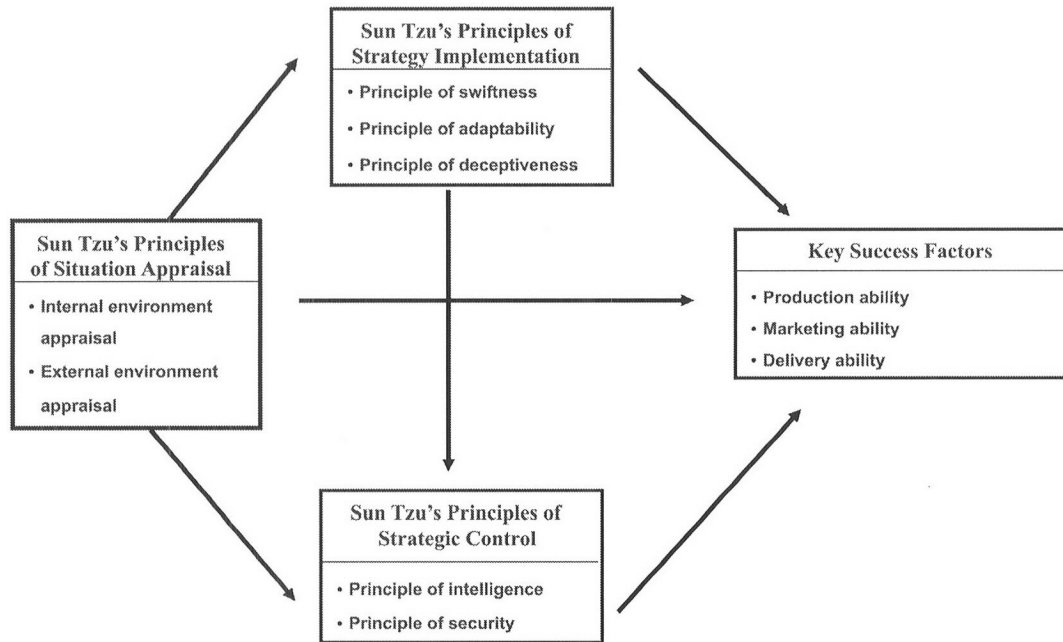 Sun Tzu's Principles of
Strategy Implementation
• Principle of swiftness
• Principle of adaptability
• Principle of deceptiveness
Sun Tzu's Principles
of Situation Appraisal
• Internal environment
appraisal
• External environment
appraisal
Key Success Factors
• Production ability
• Marketing ability
• Delivery ability
Sun Tzu's Principles of
Strategic Control
• Principle of intelligence
• Principle of security